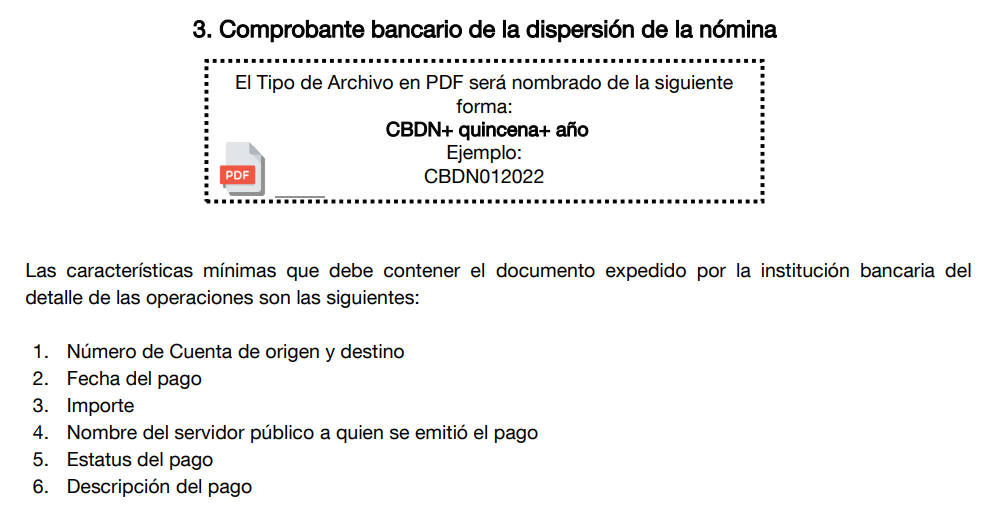 3. Comprobante bancario de la dispersión de la nómina
El Tipo de Archivo en PDF será nombrado de la siguiente
forma:
CBDN+ quincena+ año
Ejemplo:
CBDN012022
PDF
Las características mínimas que debe contener el documento expedido por la institución bancaria del
detalle de las operaciones son las siguientes:
1. Número de Cuenta de origen y destino
2. Fecha del pago
3. Importe
4. Nombre del servidor público a quien se emitió el pago
5. Estatus del pago
6. Descripción del pago